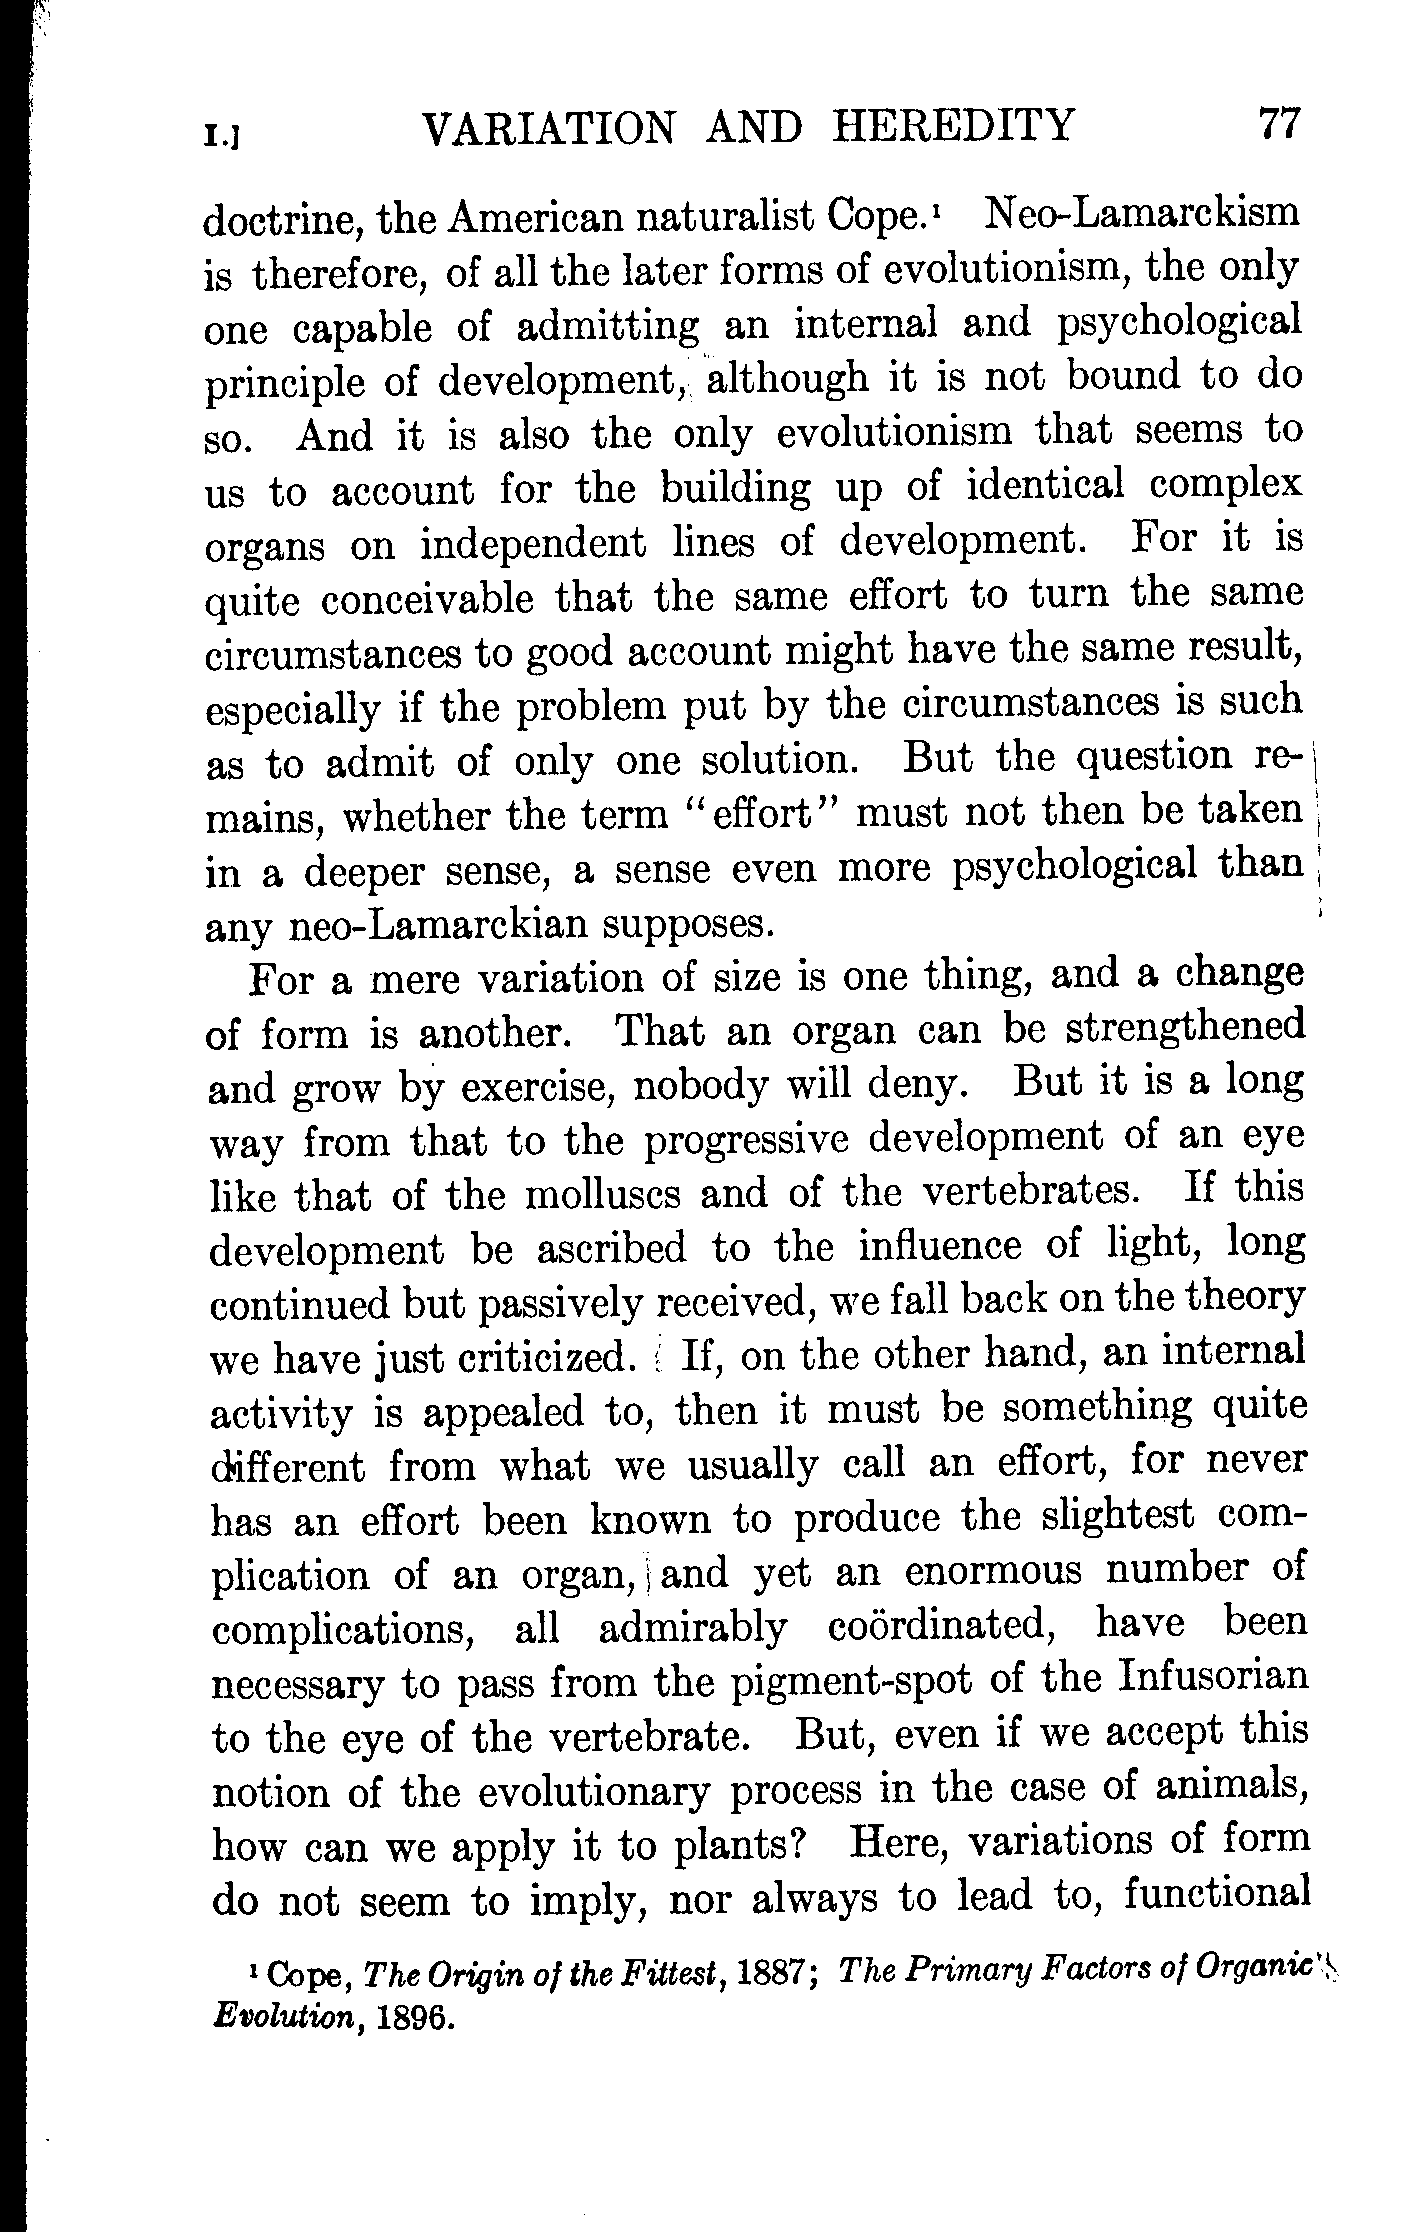 I.] VARIATION AND HEREDITY 77
doctrine, the American naturalist Cope.¹ Neo-Lamarckism
is therefore, of all the later forms of evolutionism, the only
one capable of admitting an internal and psychological
principle of development, although it is not bound to do
so. And it is also the only evolutionism that seems to
us to account for the building up of identical complex
organs on independent lines of development. For it is
quite conceivable that the same effort to turn the same
circumstances to good account might have the same result,
especially if the problem put by the circumstances is such
as to admit of only one solution. But the question re-
mains, whether the term "effort" must not then be taken
in a deeper sense, a sense even more psychological than
any neo-Lamarckian supposes.
For a mere variation of size is one thing, and a change
of form is another. That an organ can be strengthened
and grow by exercise, nobody will deny. But it is a long
way from that to the progressive development of an eye
like that of the molluscs and of the vertebrates. If this
development be ascribed to the influence of light, long
continued but passively received, we fall back on the theory
we have just criticized. If, on the other hand, an internal
activity is appealed to, then it must be something quite
different from what we usually call an effort, for never
has an effort been known to produce the slightest com-
plication of an organ, and yet an enormous number of
complications, all admirably coördinated, have been
necessary to pass from the pigment-spot of the Infusorian
to the eye of the vertebrate. But, even if we accept this
notion of the evolutionary process in the case of animals,
how can we apply it to plants? Here, variations of form
do not seem to imply, nor always to lead to, functional
¹ Cope, The Origin of the Fittest, 1887; The Primary Factors of Organic
Evolution, 1896.